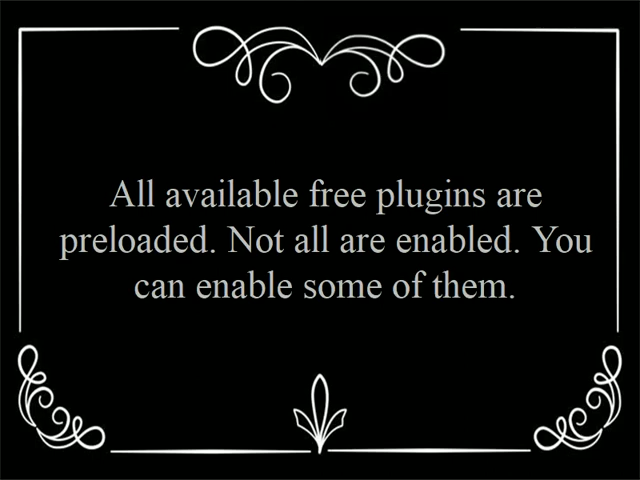 All available free plugins are
preloaded. Not all are enabled. You
can enable some of them.